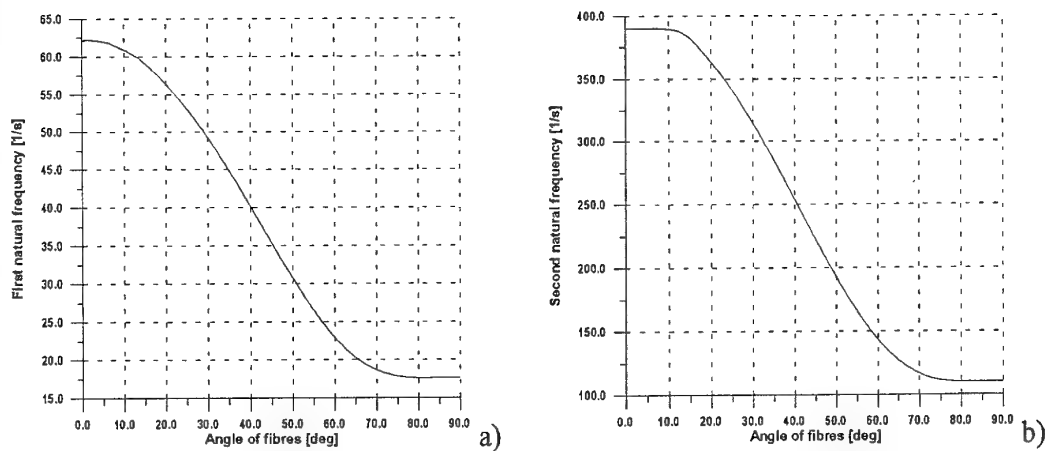 First natural frequency [1/s]
65.0
60.0
55.0
50.0
45.0
40.0
35.0
30.0
25.0
20.0
15.0
0.0 10.0 20.0 30.0 40.0 50.0 60.0 70.0 80.0 90.0
Angle of fibres [deg]
a)
Second natural frequency [1/s]
400.0
350.0
300.0
250.0
200.0
150.0
100.0
0.0 10.0 20.0 30.0 40.0 50.0 60.0 70.0 80.0 90.0
Angle of fibres [deg]
b)